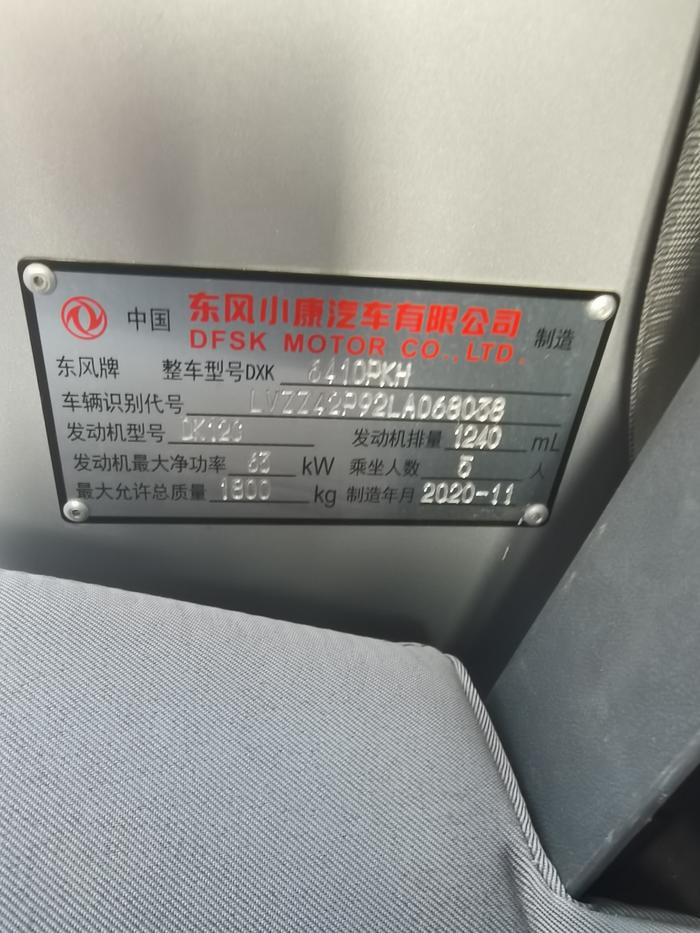 中国 东风小康汽车有限公司 制造
DFSK MOTOR CO., LTD.
东风牌 整车型号DXK 6410PKH
车辆识别代号 LVZZ42P92LA068038
发动机型号 DK12 发动机排量 1240 mL
发动机最大净功率 63 kW 乘坐人数 5 人
最大允许总质量 1800 kg 制造年月 2020-11